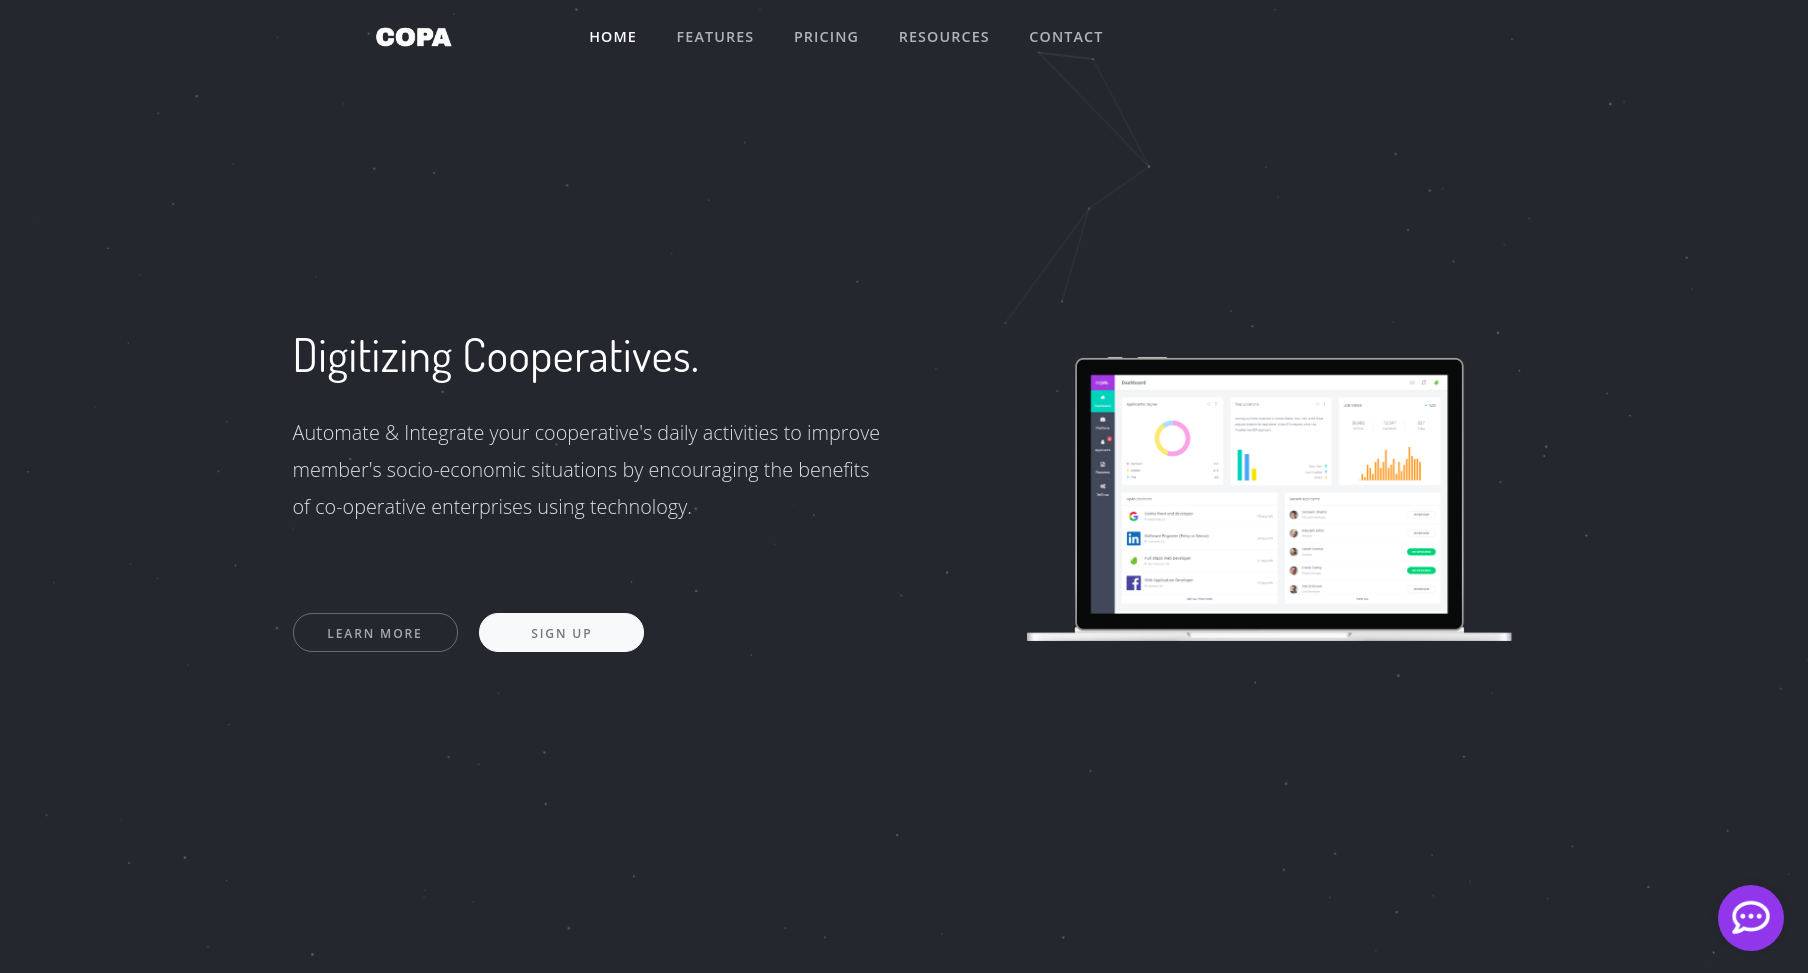 COPA
HOME
FEATURES
PRICING
RESOURCES
CONTACT
Digitizing Cooperatives.
Automate & Integrate your cooperative's daily activities to improve
member's socio-economic situations by encouraging the benefits
of co-operative enterprises using technology.
LEARN MORE
SIGN UP
Dashboard